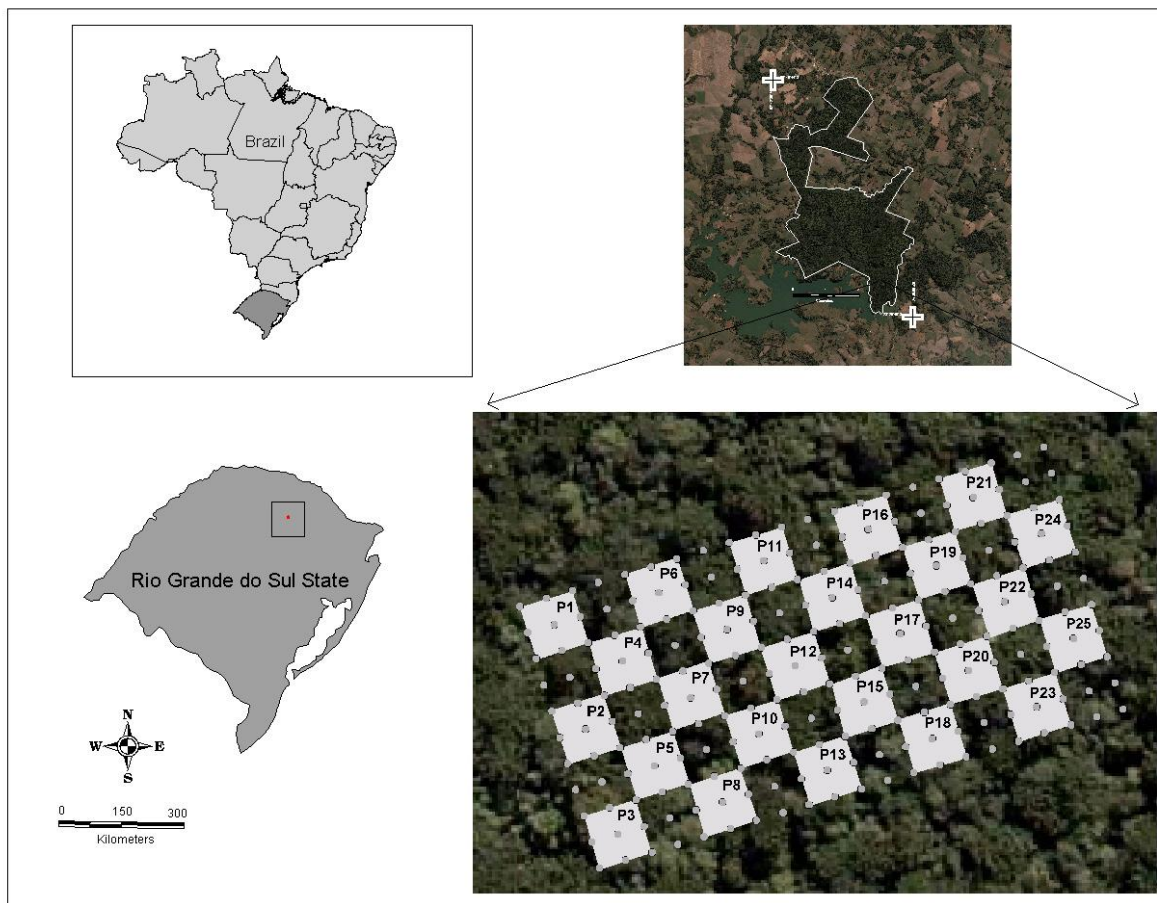 Brazil
Rio Grande do Sul State
N
W E
S
0 150 300
Kilometers
P21
P16
P24
P11
P19
P6
P14
P22
P1
P9
P17
P25
P4
P12
P20
P7
P15
P23
P2
P10
P18
P5
P13
P8
P3